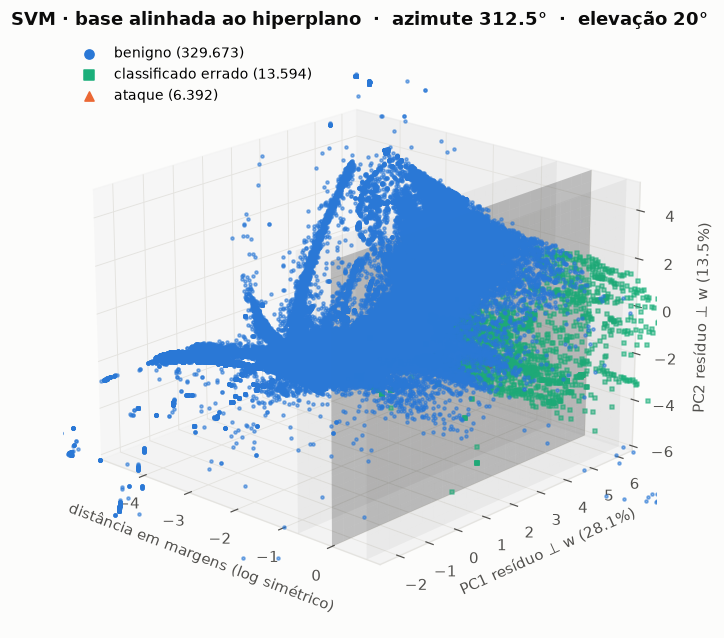 SVM · base alinhada ao hiperplano · azimute 312.5° · elevação 20°
benigno (329.673)
classificado errado (13.594)
ataque (6.392)
4
2
0
−2
−4
−6
PC2 resíduo ⊥ w (13.5%)
−4
−3
−2
−1
0
distância em margens (log simétrico)
−2
−1
0
1
2
3
4
5
6
PC1 resíduo ⊥ w (28.1%)